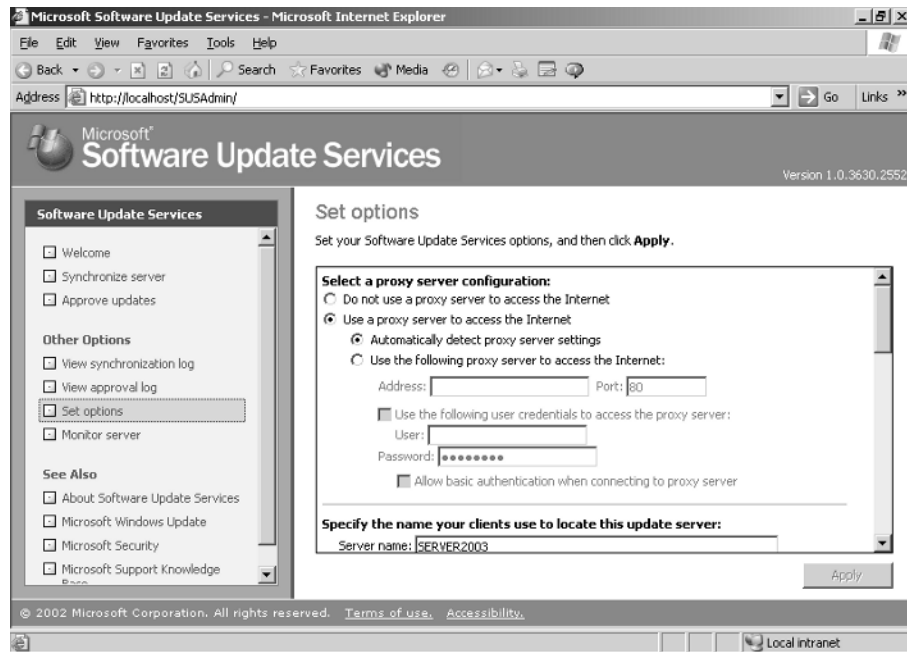 Microsoft Software Update Services - Microsoft Internet Explorer
File Edit View Favorites Tools Help
Back Search Favorites Media
Address http://localhost/SUSAdmin/ Go Links »
Microsoft®
Software Update Services
Version 1.0.3630.2552
Software Update Services
Welcome
Synchronize server
Approve updates
Other Options
View synchronization log
View approval log
Set options
Monitor server
See Also
About Software Update Services
Microsoft Windows Update
Microsoft Security
Microsoft Support Knowledge
Set options
Set your Software Update Services options, and then click Apply.
Select a proxy server configuration:
Do not use a proxy server to access the Internet
Use a proxy server to access the Internet
Automatically detect proxy server settings
Use the following proxy server to access the Internet:
Address: Port: 80
Use the following user credentials to access the proxy server:
User:
Password: ●●●●●●●●
Allow basic authentication when connecting to proxy server
Specify the name your clients use to locate this update server:
Server name: SERVER2003
Apply
© 2002 Microsoft Corporation. All rights reserved. Terms of use. Accessibility.
Local intranet